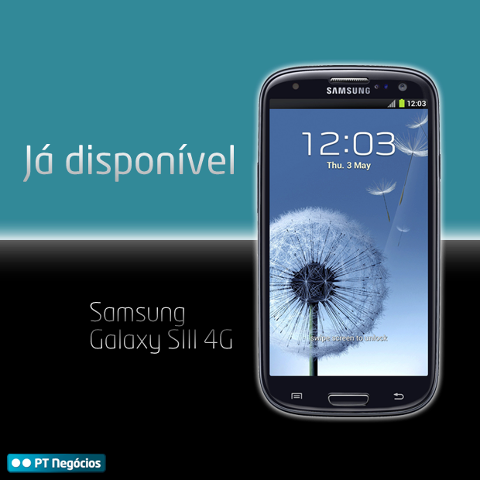 SAMSUNG
12:03
12:03
Thu. 3 May
Já disponível
Samsung
Galaxy SIII 4G
Swipe screen to unlock
PT Negócios